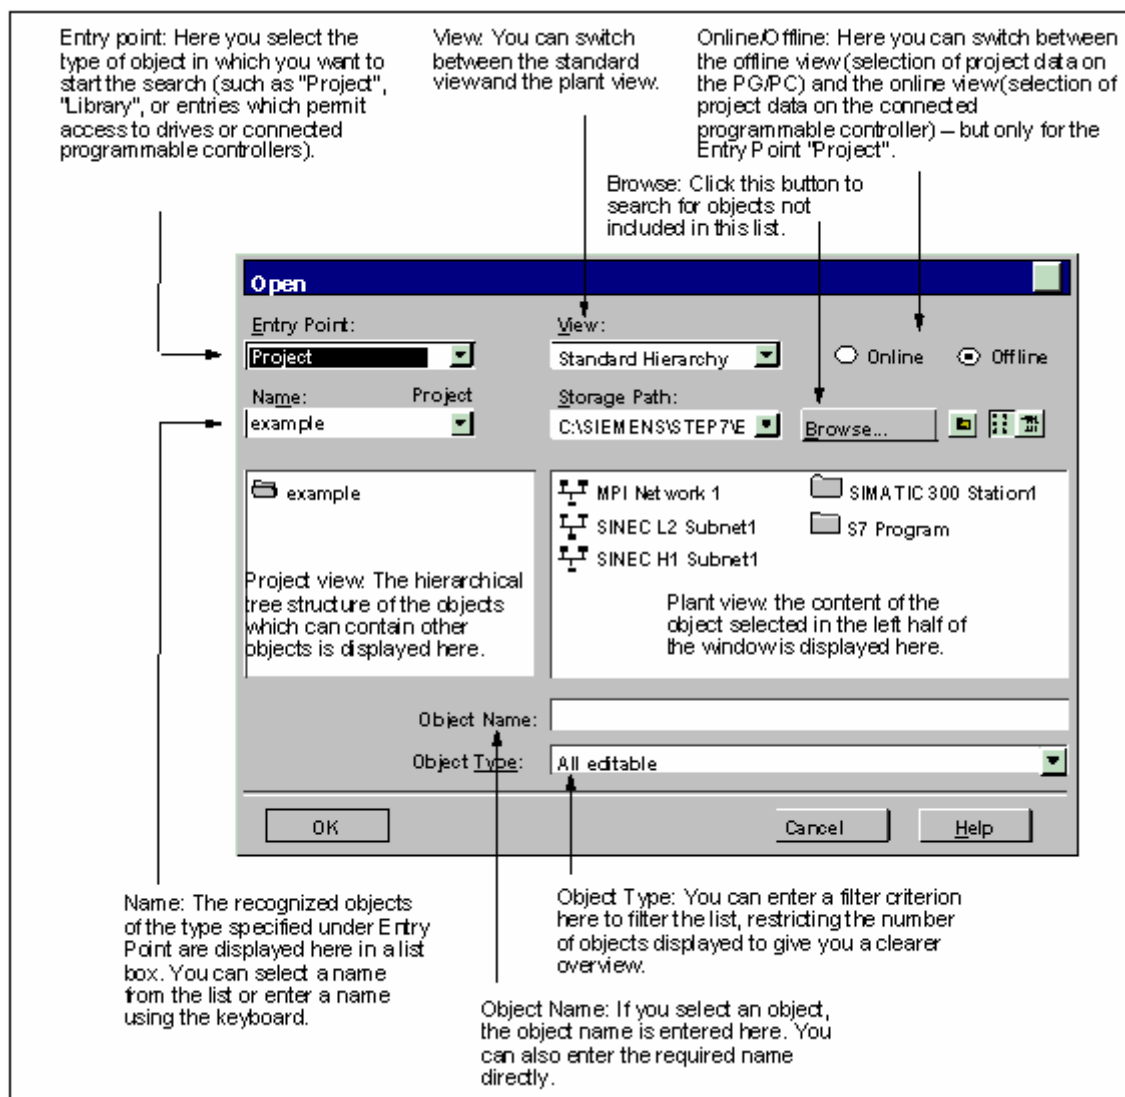 Entry point: Here you select the
type of object in which you want to
start the search (such as "Project",
"Library", or entries which permit
access to drives or connected
programmable controllers).
View: You can switch
between the standard
viewand the plant view.
Online/Offline: Here you can switch between
the offline view (selection of project data on
the PG/PC) and the online view (selection of
project data on the connected
programmable controller) – but only for the
Entry Point "Project".
Browse: Click this button to
search for objects not
included in this list.
Open
Entry Point:
View:
Project
Standard Hierarchy
Online
Offline
Name: Project
Storage Path:
example
C:\SIEMENS\STEP7\E
Browse...
example
MPI Network 1
SIMATIC 300 Station1
SINEC L2 Subnet1
S7 Program
SINEC H1 Subnet1
Project view: The hierarchical
tree structure of the objects
which can contain other
objects is displayed here.
Plant view: the content of the
object selected in the left half of
the window is displayed here.
Object Name:
Object Type:
All editable
OK
Cancel
Help
Name: The recognized objects
of the type specified under Entry
Point are displayed here in a list
box. You can select a name
from the list or enter a name
using the keyboard.
Object Type: You can enter a filter criterion
here to filter the list, restricting the number
of objects displayed to give you a clearer
overview.
Object Name: If you select an object,
the object name is entered here. You
can also enter the required name
directly.